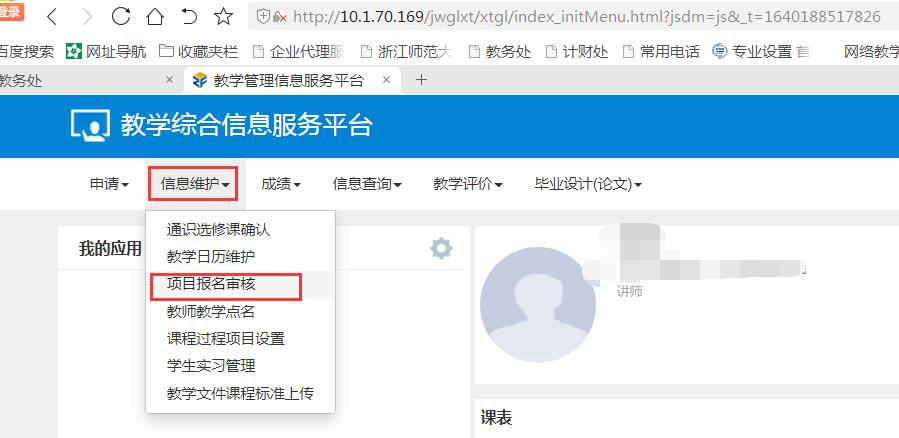 登录
http://10.1.70.169/jwglxt/xtgl/index_initMenu.html?jsdm=js&_t=1640188517826
百度搜索 网址导航 收藏夹栏 企业代理服 浙江师范大 教务处 计财处 常用电话 专业设置 首 网络教学
教务处 × 教学管理信息服务平台 × +
教学综合信息服务平台
申请 信息维护 成绩 信息查询 教学评价 毕业设计(论文)
通识选修课确认
教学日历维护
项目报名审核
教师教学点名
课程过程项目设置
学生实习管理
教学文件课程标准上传
我的应用
讲师
课表